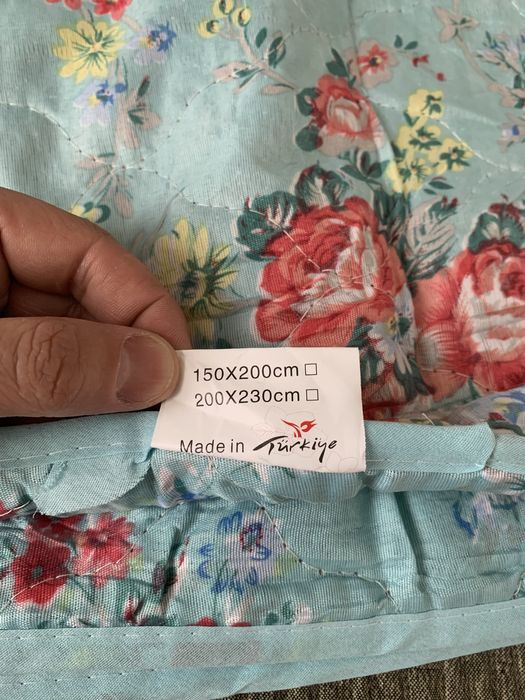 150X200cm □
200X230cm □
Made in Türkiye